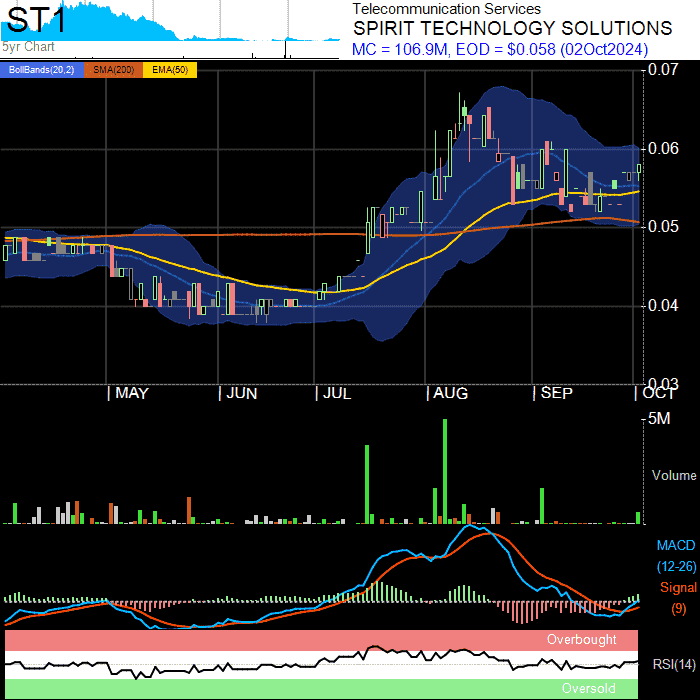 ST1
5yr Chart
Telecommunication Services
SPIRIT TECHNOLOGY SOLUTIONS
MC = 106.9M, EOD = $0.058 (02Oct2024)
BollBands(20,2) SMA(200) EMA(50)
0.07
0.06
0.05
0.04
0.03
MAY JUN JUL AUG SEP OCT
5M
Volume
MACD
(12-26)
Signal
(9)
Overbought
RSI(14)
Oversold